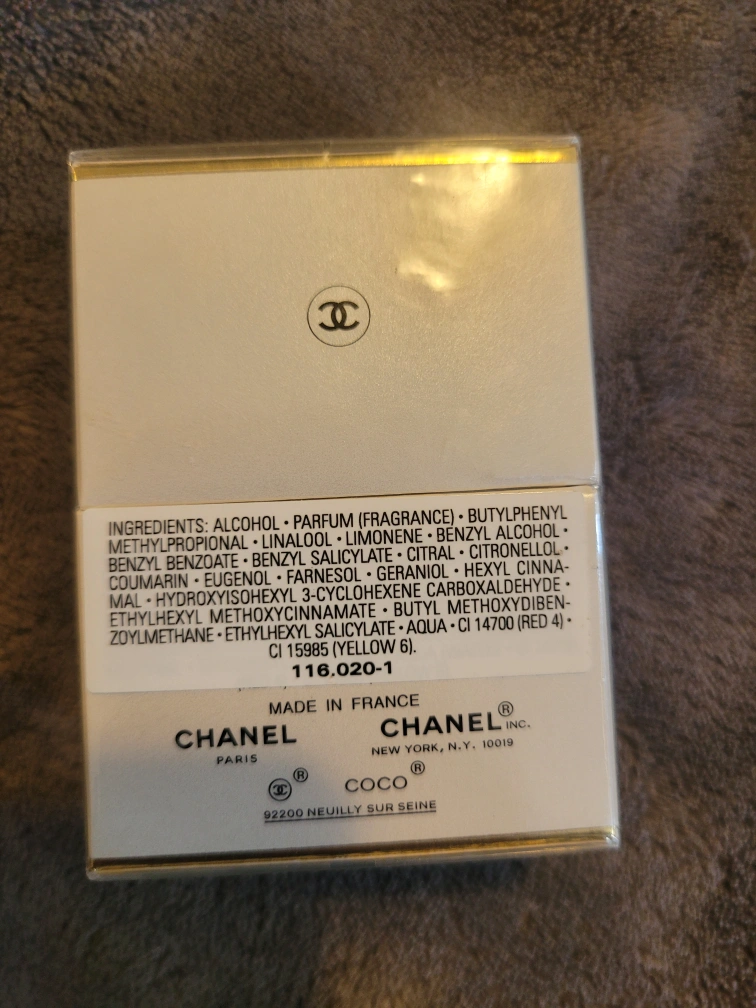 INGREDIENTS: ALCOHOL • PARFUM (FRAGRANCE) • BUTYLPHENYL
METHYLPROPIONAL • LINALOOL • LIMONENE • BENZYL ALCOHOL •
BENZYL BENZOATE • BENZYL SALICYLATE • CITRAL • CITRONELLOL •
COUMARIN • EUGENOL • FARNESOL • GERANIOL • HEXYL CINNA-
MAL • HYDROXYISOHEXYL 3-CYCLOHEXENE CARBOXALDEHYDE •
ETHYLHEXYL METHOXYCINNAMATE • BUTYL METHOXYDIBEN-
ZOYLMETHANE • ETHYLHEXYL SALICYLATE • AQUA • CI 14700 (RED 4) •
CI 15985 (YELLOW 6).
116.020-1
MADE IN FRANCE
CHANEL
PARIS
CHANEL® INC.
NEW YORK, N.Y. 10019
®
COCO®
92200 NEUILLY SUR SEINE